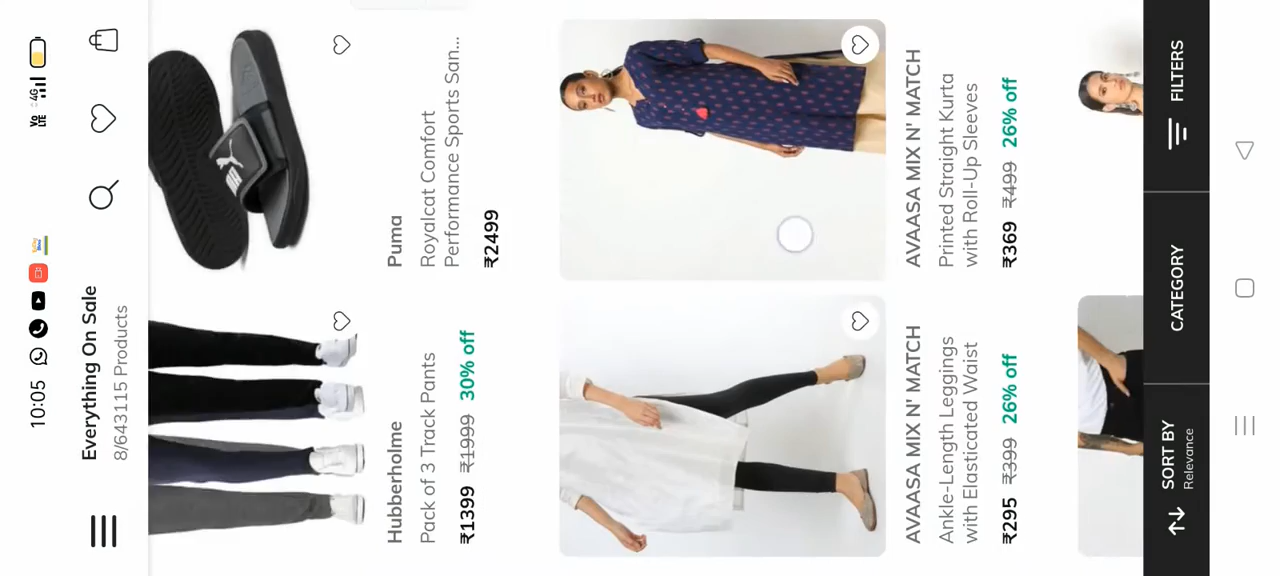 10:05
Vo LTE 4G
Everything On Sale
8/643115 Products
Hubberholme
Pack of 3 Track Pants
₹1399 ₹1999 30% off
Puma
Royalcat Comfort
Performance Sports San...
₹2499
AVAASA MIX N' MATCH
Ankle-Length Leggings
with Elasticated Waist
₹295 ₹399 26% off
AVAASA MIX N' MATCH
Printed Straight Kurta
with Roll-Up Sleeves
₹369 ₹499 26% off
SORT BY
Relevance
CATEGORY
FILTERS